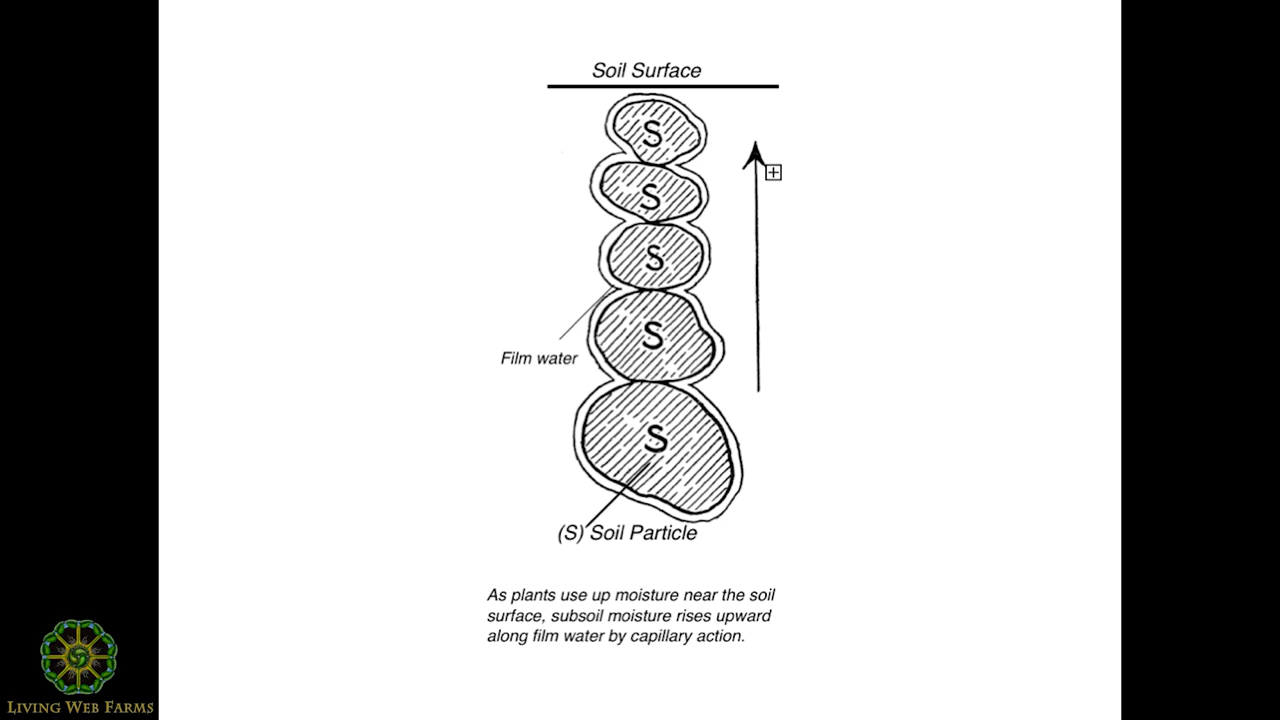 Soil Surface
S
S
S
S
Film water
S
(S) Soil Particle
As plants use up moisture near the soil
surface, subsoil moisture rises upward
along film water by capillary action.
LIVING WEB FARMS